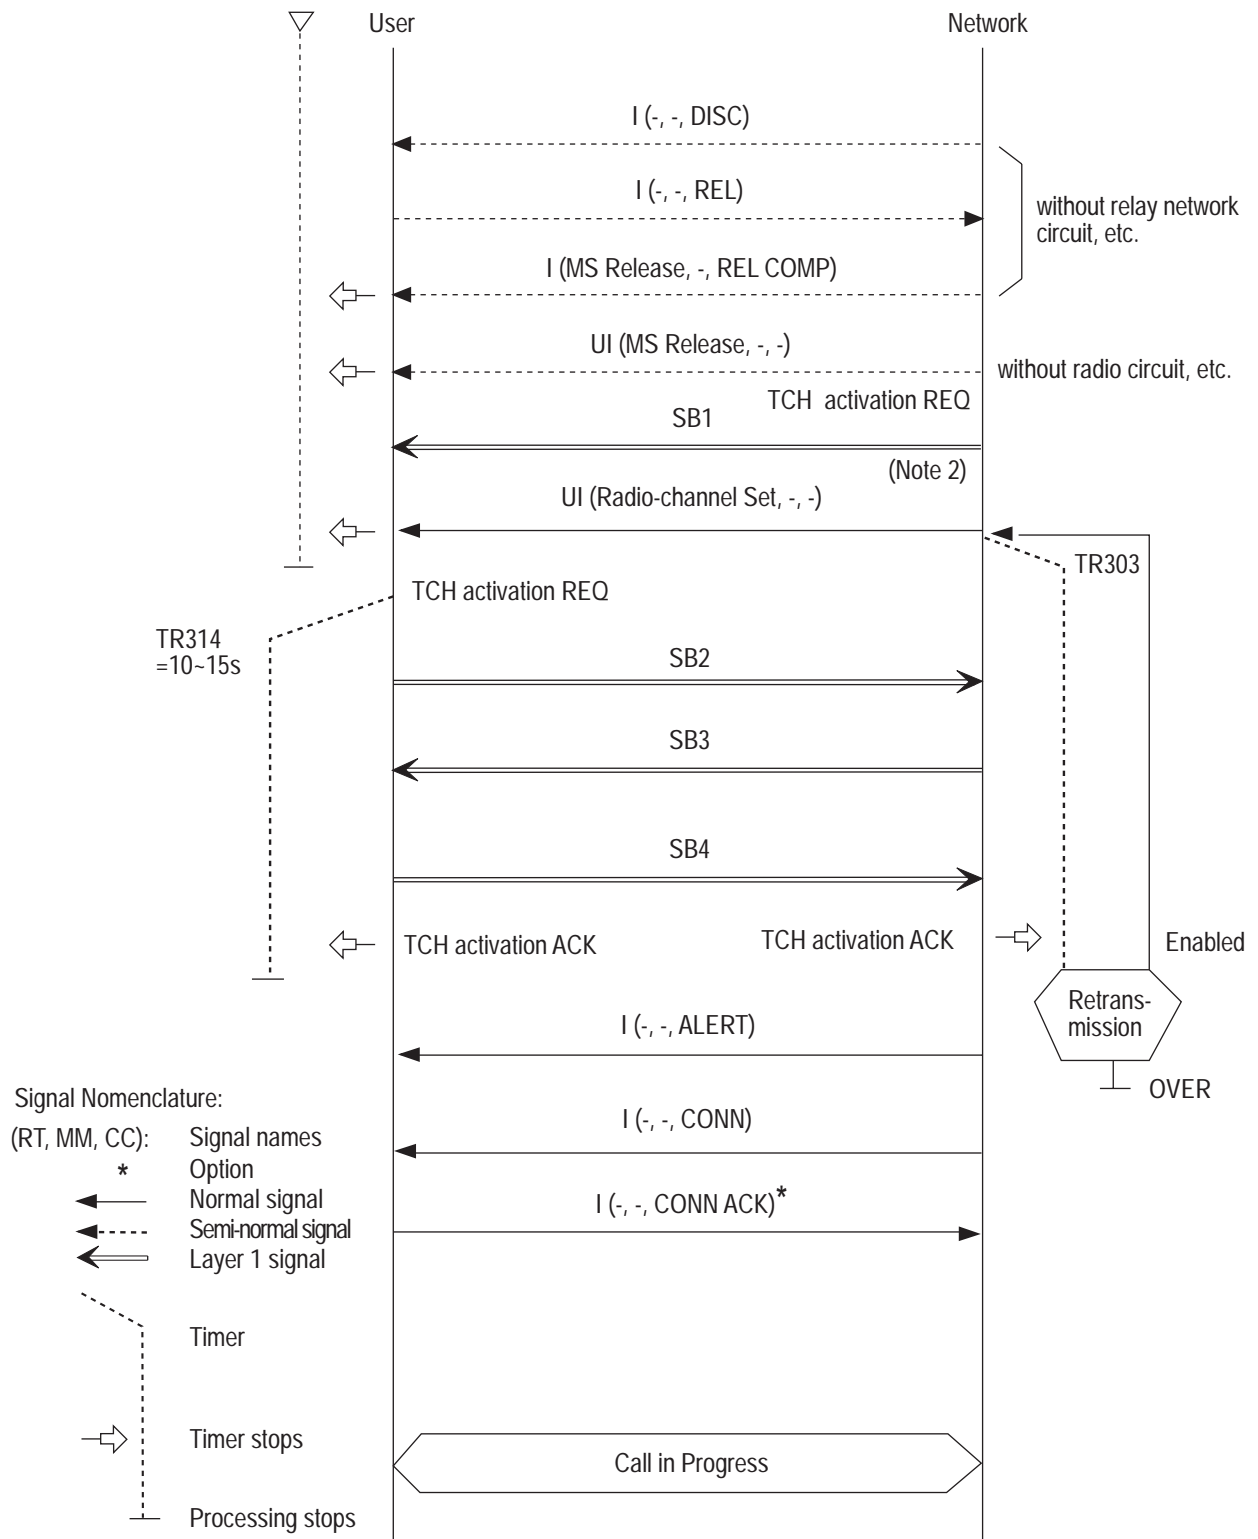 User
Network
I (-, -, DISC)
I (-, -, REL)
without relay network
circuit, etc.
I (MS Release, -, REL COMP)
UI (MS Release, -, -)
without radio circuit, etc.
TCH activation REQ
SB1
(Note 2)
UI (Radio-channel Set, -, -)
TR303
TCH activation REQ
TR314
=10~15s
SB2
SB3
SB4
TCH activation ACK
TCH activation ACK
Enabled
Retrans-
mission
I (-, -, ALERT)
OVER
Signal Nomenclature:
I (-, -, CONN)
(RT, MM, CC): Signal names
* Option
Normal signal
I (-, -, CONN ACK)*
Semi-normal signal
Layer 1 signal
Timer
Timer stops
Call in Progress
Processing stops